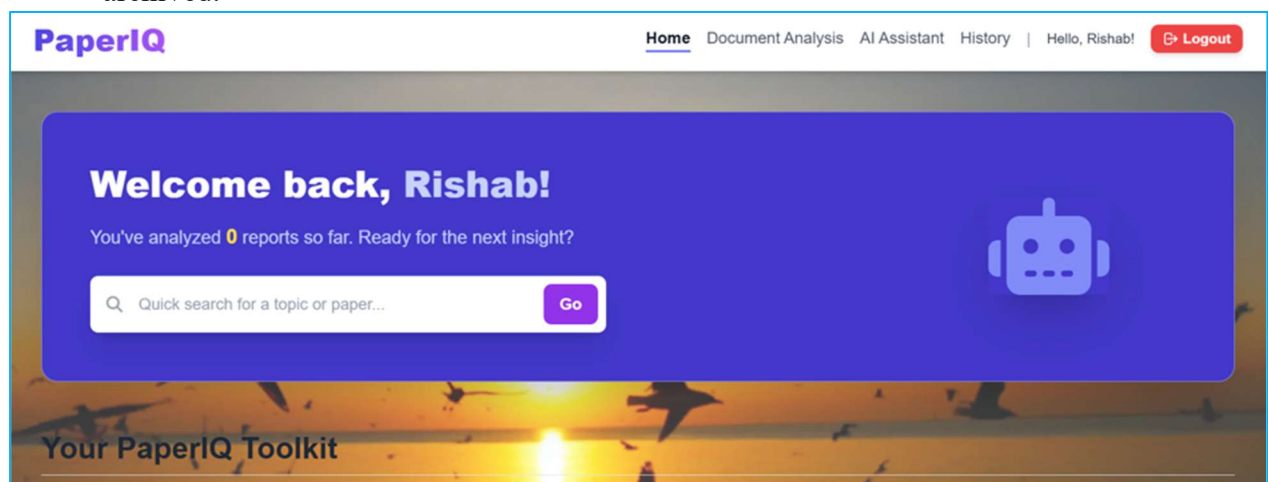 PaperIQ
Home Document Analysis AI Assistant History | Hello, Rishab! Logout
Welcome back, Rishab!
You've analyzed 0 reports so far. Ready for the next insight?
Quick search for a topic or paper... Go
Your PaperIQ Toolkit